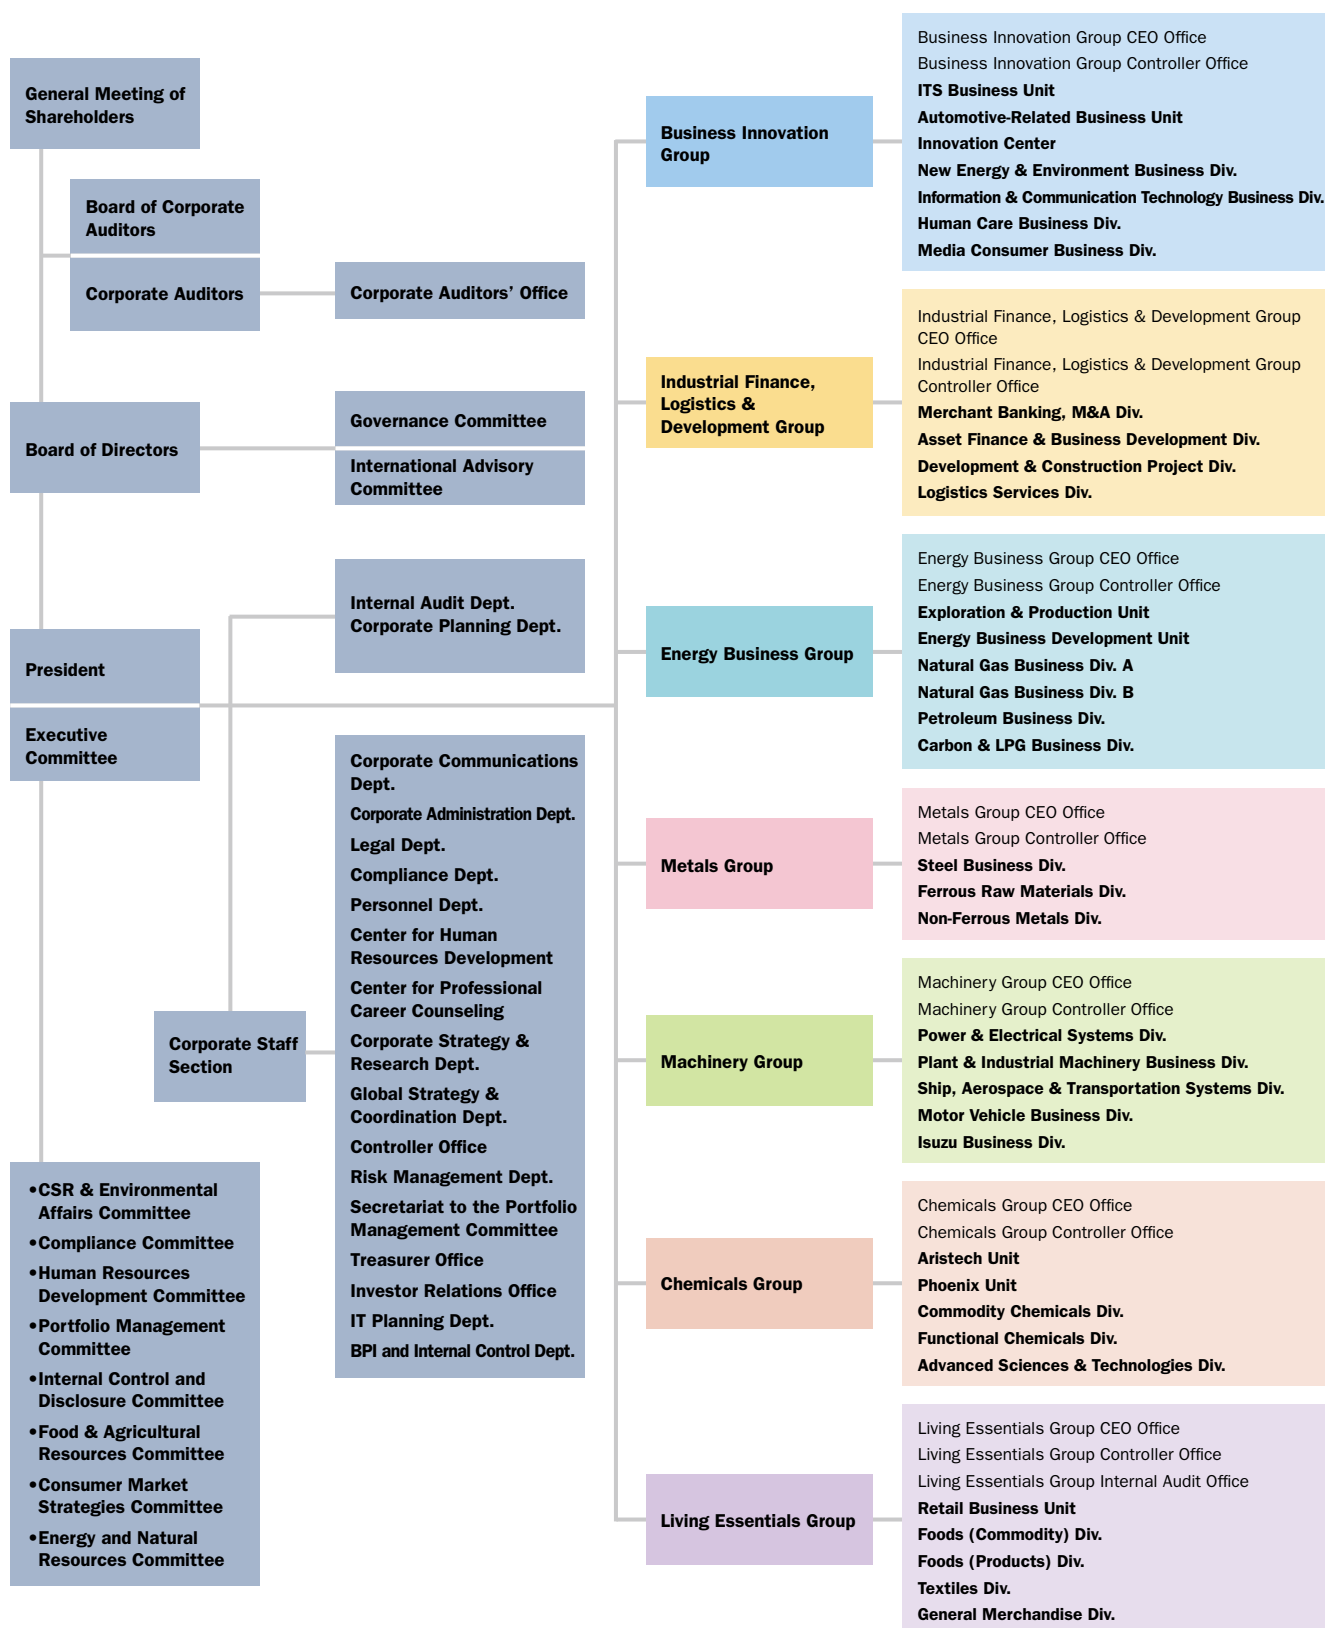 General Meeting of
Shareholders
Board of Corporate
Auditors
Corporate Auditors
Corporate Auditors’ Office
Board of Directors
Governance Committee
International Advisory
Committee
President
Executive
Committee
Internal Audit Dept.
Corporate Planning Dept.
Corporate Staff
Section
Corporate Communications
Dept.
Corporate Administration Dept.
Legal Dept.
Compliance Dept.
Personnel Dept.
Center for Human
Resources Development
Center for Professional
Career Counseling
Corporate Strategy &
Research Dept.
Global Strategy &
Coordination Dept.
Controller Office
Risk Management Dept.
Secretariat to the Portfolio
Management Committee
Treasurer Office
Investor Relations Office
IT Planning Dept.
BPI and Internal Control Dept.
•CSR & Environmental
Affairs Committee
•Compliance Committee
•Human Resources
Development Committee
•Portfolio Management
Committee
•Internal Control and
Disclosure Committee
•Food & Agricultural
Resources Committee
•Consumer Market
Strategies Committee
•Energy and Natural
Resources Committee
Business Innovation
Group
Business Innovation Group CEO Office
Business Innovation Group Controller Office
ITS Business Unit
Automotive-Related Business Unit
Innovation Center
New Energy & Environment Business Div.
Information & Communication Technology Business Div.
Human Care Business Div.
Media Consumer Business Div.
Industrial Finance,
Logistics &
Development Group
Industrial Finance, Logistics & Development Group
CEO Office
Industrial Finance, Logistics & Development Group
Controller Office
Merchant Banking, M&A Div.
Asset Finance & Business Development Div.
Development & Construction Project Div.
Logistics Services Div.
Energy Business Group
Energy Business Group CEO Office
Energy Business Group Controller Office
Exploration & Production Unit
Energy Business Development Unit
Natural Gas Business Div. A
Natural Gas Business Div. B
Petroleum Business Div.
Carbon & LPG Business Div.
Metals Group
Metals Group CEO Office
Metals Group Controller Office
Steel Business Div.
Ferrous Raw Materials Div.
Non-Ferrous Metals Div.
Machinery Group
Machinery Group CEO Office
Machinery Group Controller Office
Power & Electrical Systems Div.
Plant & Industrial Machinery Business Div.
Ship, Aerospace & Transportation Systems Div.
Motor Vehicle Business Div.
Isuzu Business Div.
Chemicals Group
Chemicals Group CEO Office
Chemicals Group Controller Office
Aristech Unit
Phoenix Unit
Commodity Chemicals Div.
Functional Chemicals Div.
Advanced Sciences & Technologies Div.
Living Essentials Group
Living Essentials Group CEO Office
Living Essentials Group Controller Office
Living Essentials Group Internal Audit Office
Retail Business Unit
Foods (Commodity) Div.
Foods (Products) Div.
Textiles Div.
General Merchandise Div.